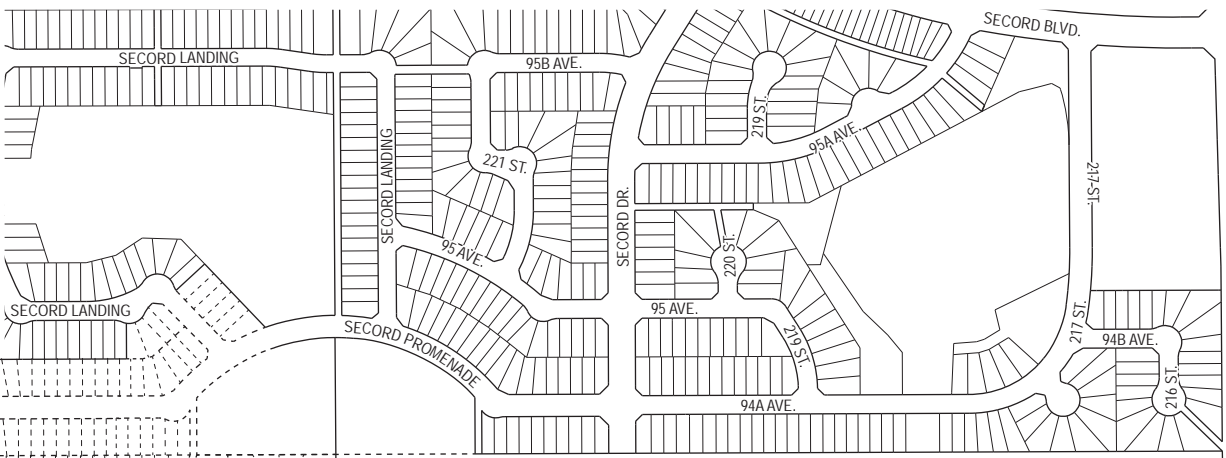 SECORD BLVD.
SECORD LANDING
95B AVE.
219 ST.
95A AVE.
SECORD LANDING
221 ST.
217-ST.
SECORD DR.
95 AVE.
220 ST.
SECORD LANDING
SECORD PROMENADE
95 AVE.
219 ST.
217 ST.
94B AVE.
216 ST.
94A AVE.